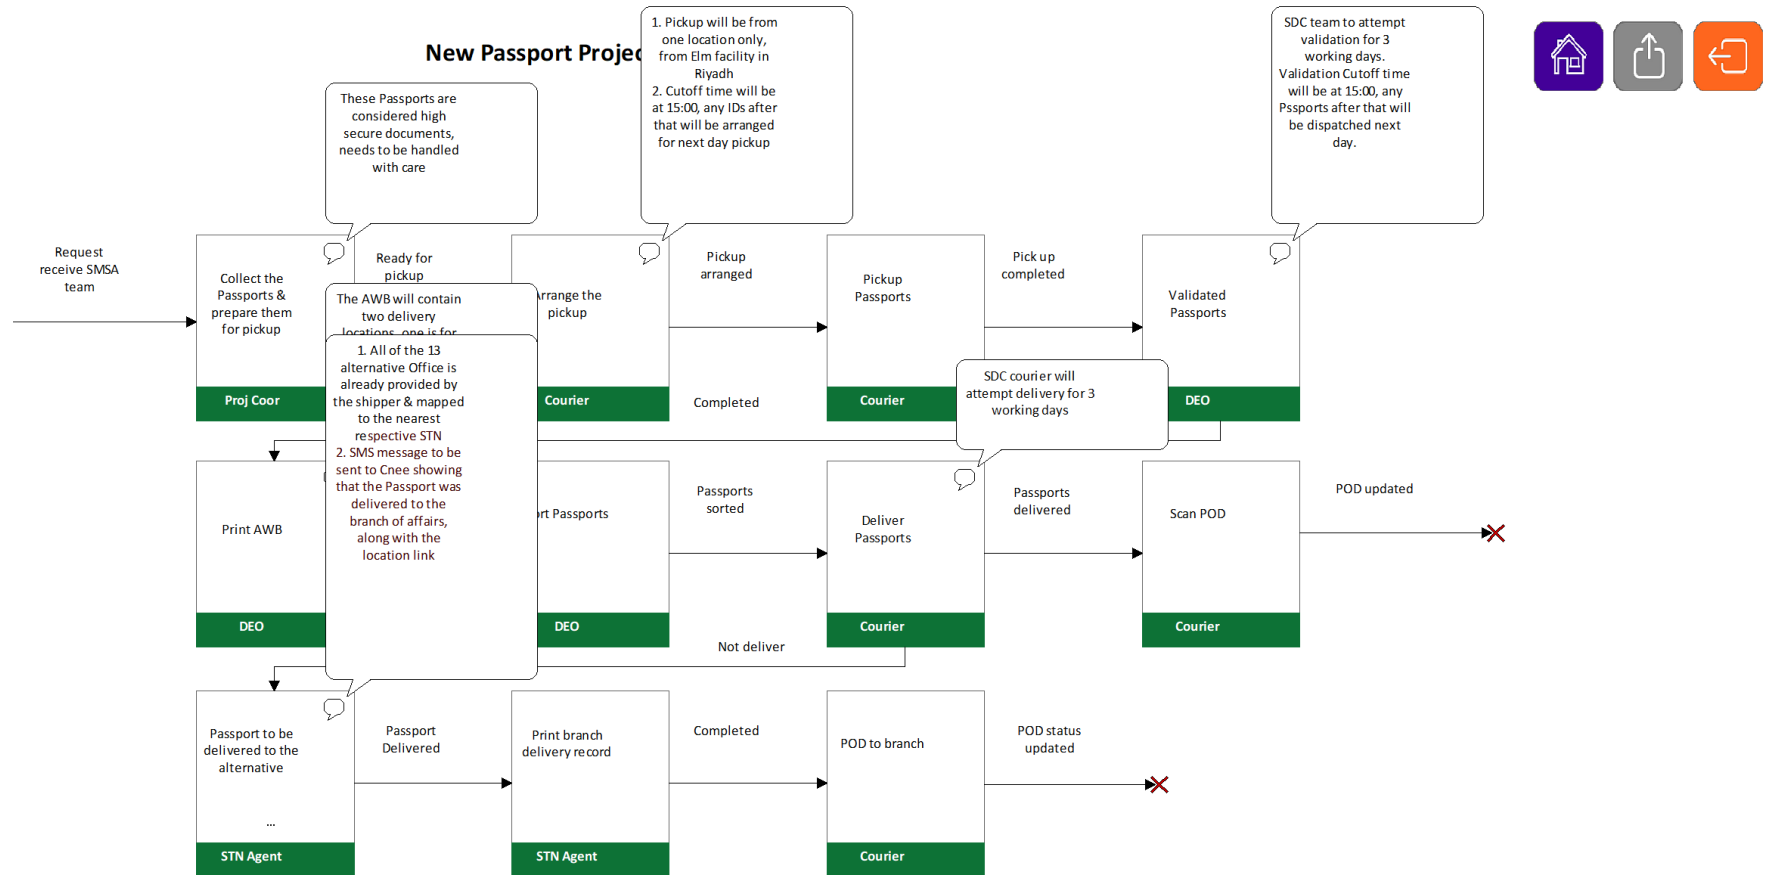 New Passport Projec
1. Pickup will be from
one location only,
from Elm facility in
Riyadh
2. Cutoff time will be
at 15:00, any IDs after
that will be arranged
for next day pickup
SDC team to attempt
validation for 3
working days.
Validation Cutoff time
will be at 15:00, any
Pssports after that will
be dispatched next
day.
These Passports are
considered high
secure documents,
needs to be handled
with care
Request
receive SMSA
team
Collect the
Passports &
prepare them
for pickup
Proj Coor
Ready for
pickup
Arrange the
pickup
Courier
Pickup
arranged
Pickup
Passports
Courier
Pick up
completed
Validated
Passports
DEO
The AWB will contain
two delivery
locations, one is for
1. All of the 13
alternative Office is
already provided by
the shipper & mapped
to the nearest
respective STN
2. SMS message to be
sent to Cnee showing
that the Passport was
delivered to the
branch of affairs,
along with the
location link
Completed
SDC courier will
attempt delivery for 3
working days
Print AWB
DEO
ort Passports
DEO
Passports
sorted
Deliver
Passports
Courier
Passports
delivered
Scan POD
Courier
POD updated
Not deliver
Passport to be
delivered to the
alternative
...
STN Agent
Passport
Delivered
Print branch
delivery record
STN Agent
Completed
POD to branch
Courier
POD status
updated